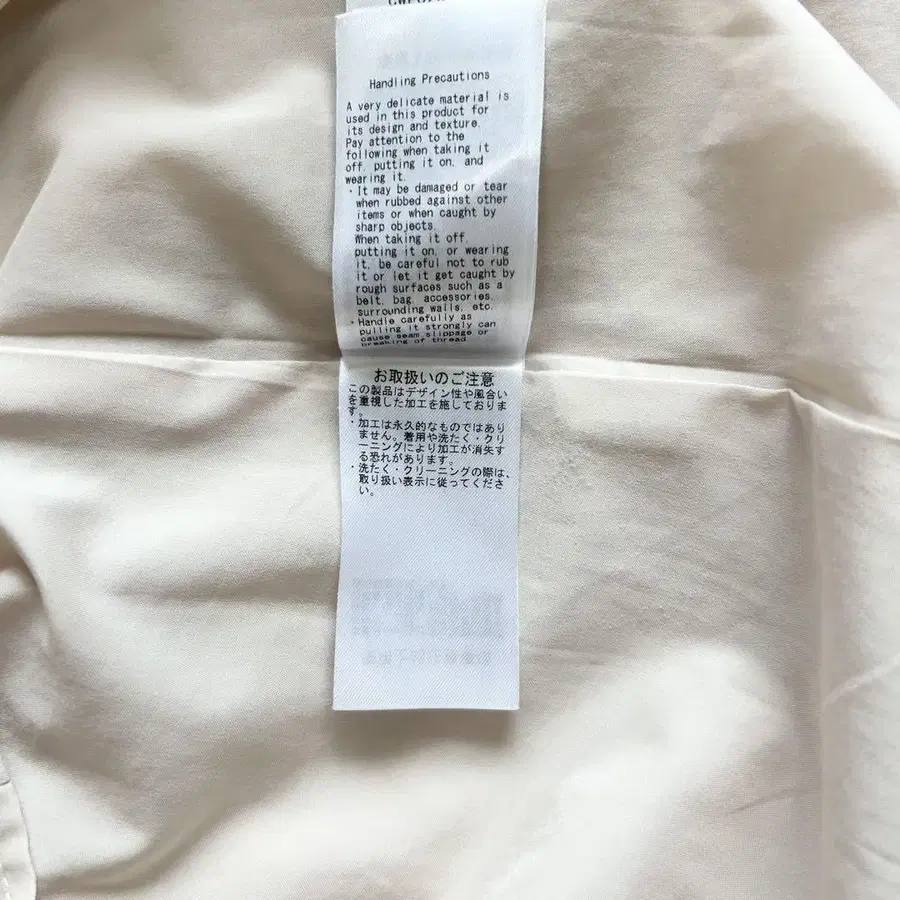 Handling Precautions
A very delicate material is
used in this product for
its design and texture.
Pay attention to the
following when taking it
off, putting it on, and
wearing it.
・It may be damaged or tear
when rubbed against other
items or when caught by
sharp objects.
When taking it off,
putting it on, or wearing
it, be careful not to rub
it or let it get caught by
rough surfaces such as a
belt, bag, accessories,
surrounding walls, etc.
・Handle carefully as
pulling it strongly can
cause seam slippage or
breaking of thread
お取扱いのご注意
この製品はデザイン性や風合い
を重視した加工を施しておりま
す。
・加工は永久的なものではあり
ません。着用や洗たく・クリ
ーニングにより加工が消失す
る恐れがあります。
・洗たく・クリーニングの際は、
取り扱い表示に従ってくださ
い。